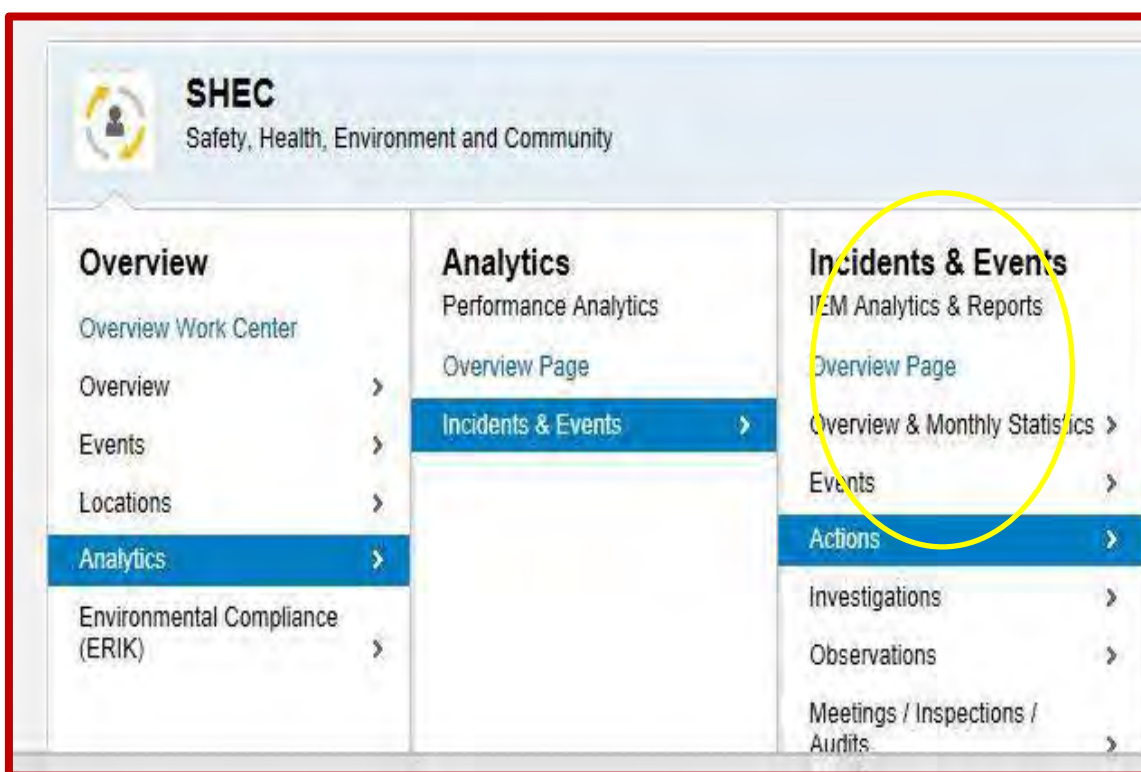 SHEC
Safety, Health, Environment and Community
Overview
Overview Work Center
Overview
Events
Locations
Analytics
Environmental Compliance
(ERIK)
Analytics
Performance Analytics
Overview Page
Incidents & Events
Incidents & Events
IEM Analytics & Reports
Overview Page
Overview & Monthly Statistics
Events
Actions
Investigations
Observations
Meetings / Inspections /
Audits